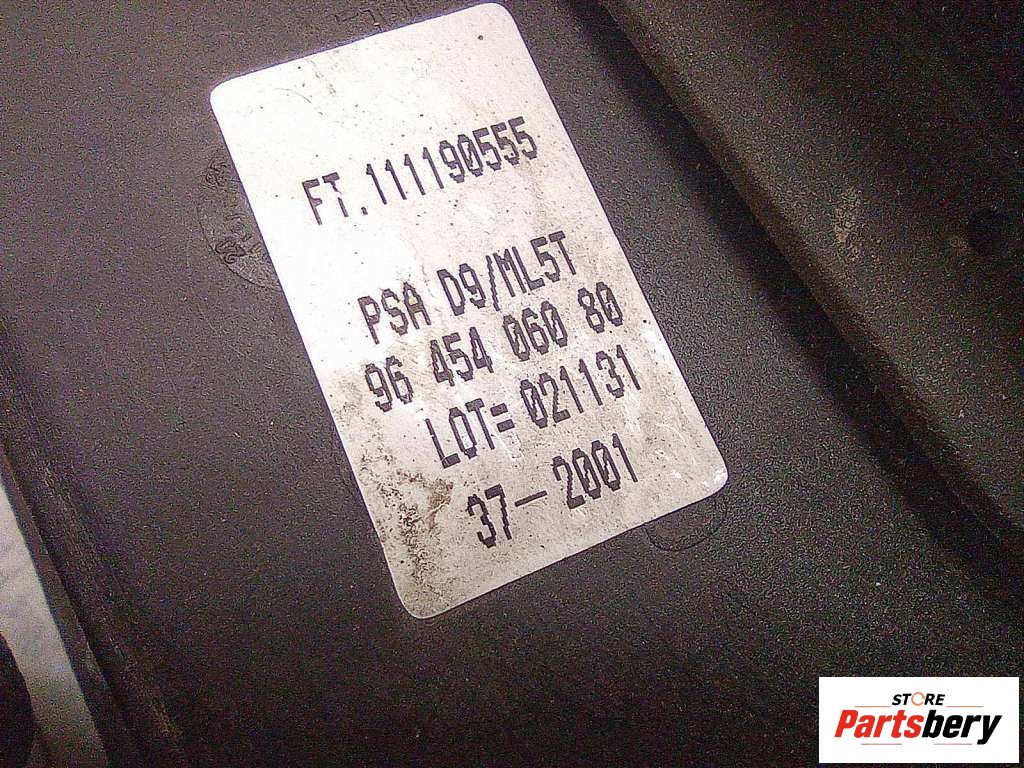 FT.111190555
PSA D9/ML5T
96 454 060 80
LOT= 021131
37-2001
STORE
Partsbery